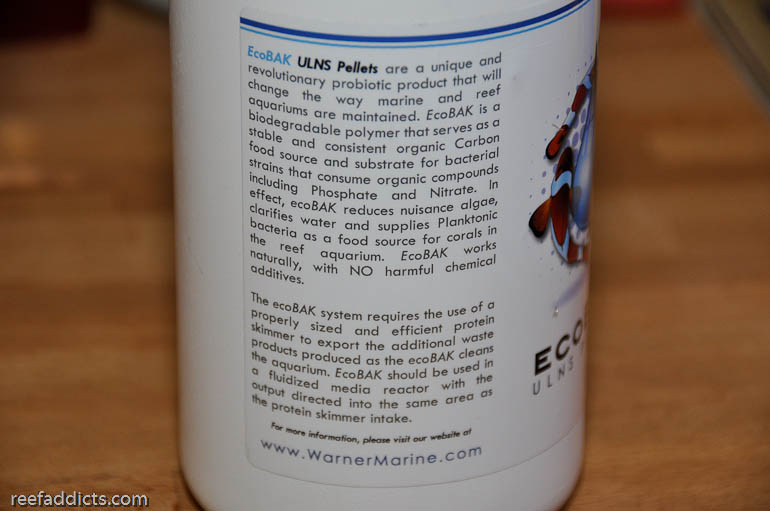 EcoBAK ULNS Pellets are a unique and
revolutionary probiotic product that will
change the way marine and reef
aquariums are maintained. EcoBAK is a
biodegradable polymer that serves as a
stable and consistent organic Carbon
food source and substrate for bacterial
strains that consume organic compounds
including Phosphate and Nitrate. In
effect, ecoBAK reduces nuisance algae,
clarifies water and supplies Planktonic
bacteria as a food source for corals in
the reef aquarium. EcoBAK works
naturally, with NO harmful chemical
additives.
The ecoBAK system requires the use of a
properly sized and efficient protein
skimmer to export the additional waste
products produced as the ecoBAK cleans
the aquarium. EcoBAK should be used in
a fluidized media reactor with the
output directed into the same area as
the protein skimmer intake.
For more information, please visit our website at
www.WarnerMarine.com
ECO
ULNS
reefaddicts.com